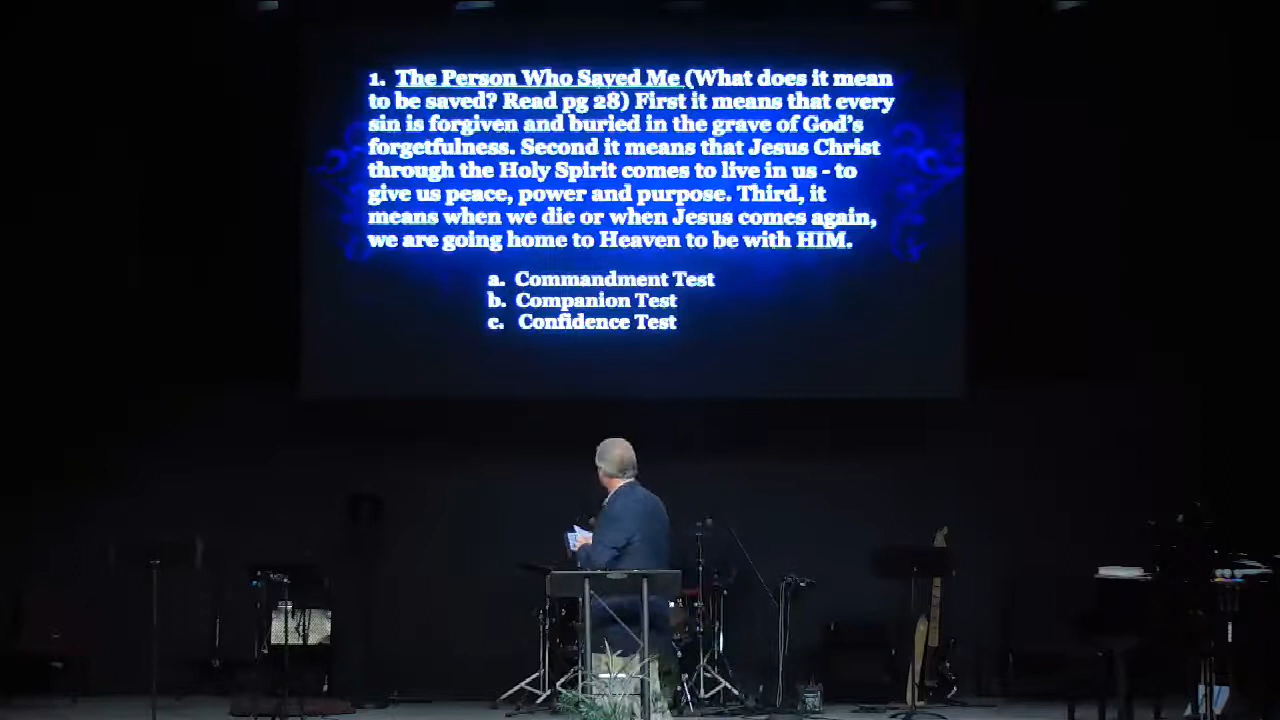 1. The Person Who Saved Me (What does it mean
to be saved? Read pg 28) First it means that every
sin is forgiven and buried in the grave of God's
forgetfulness. Second it means that Jesus Christ
through the Holy Spirit comes to live in us - to
give us peace, power and purpose. Third, it
means when we die or when Jesus comes again,
we are going home to Heaven to be with HIM.
a. Commandment Test
b. Companion Test
c. Confidence Test